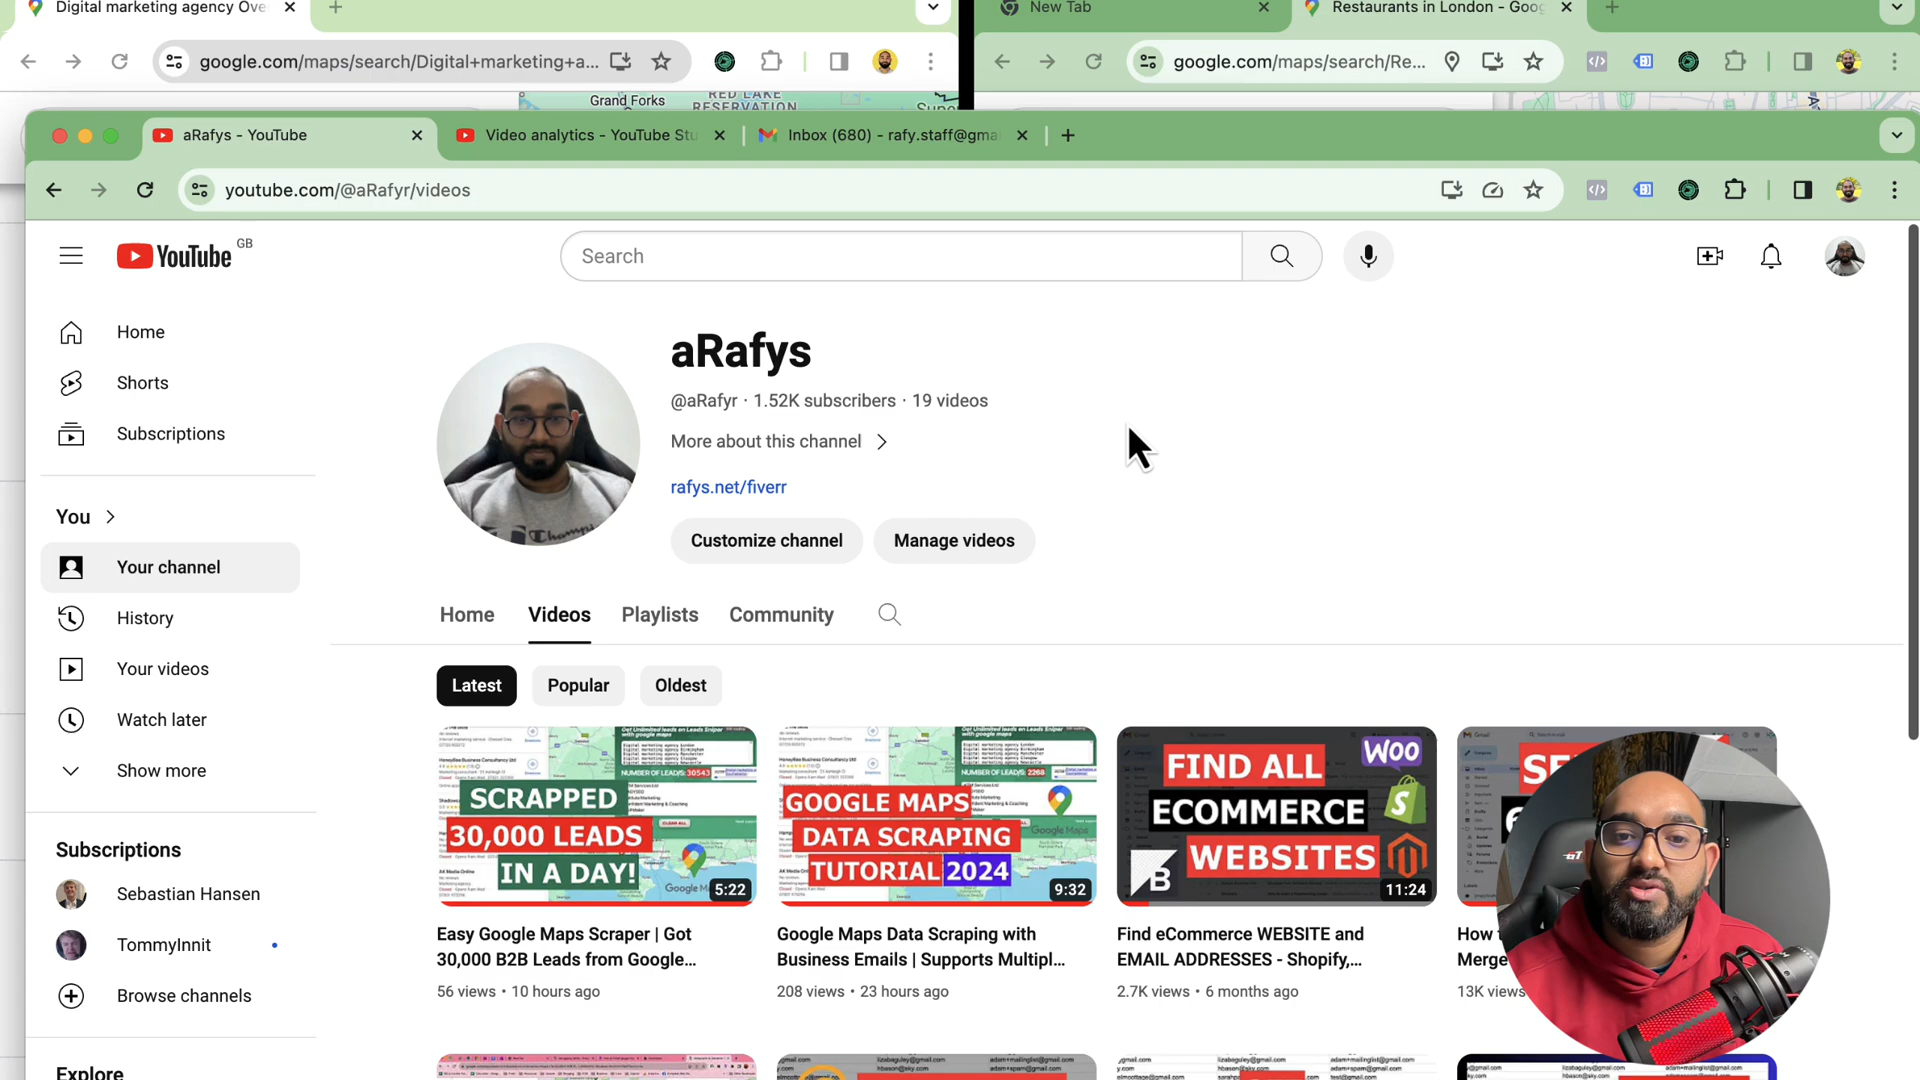 Digital marketing agency Ove
New Tab
Restaurants in London - Goog
google.com/maps/search/Digital+marketing+a...
google.com/maps/search/Re...
Grand Forks
RED LAKE
RESERVATION
aRafys - YouTube
Video analytics - YouTube Stu
Inbox (680) - rafy.staff@gma
youtube.com/@aRafyr/videos
YouTube GB
Search
Home
Shorts
Subscriptions
You
Your channel
History
Your videos
Watch later
Show more
Subscriptions
Sebastian Hansen
TommyInnit
Browse channels
Explore
aRafys
@aRafyr · 1.52K subscribers · 19 videos
More about this channel
rafys.net/fiverr
Customize channel
Manage videos
Home
Videos
Playlists
Community
Latest
Popular
Oldest
SCRAPPED
30,000 LEADS
IN A DAY!
5:22
Easy Google Maps Scraper | Got
30,000 B2B Leads from Google...
56 views • 10 hours ago
NUMBER OF LEAD/S: 2268
GOOGLE MAPS
DATA SCRAPING
TUTORIAL 2024
9:32
Google Maps Data Scraping with
Business Emails | Supports Multipl...
208 views • 23 hours ago
FIND ALL
WOO
ECOMMERCE
WEBSITES
11:24
Find eCommerce WEBSITE and
EMAIL ADDRESSES - Shopify,...
2.7K views • 6 months ago
How
Merge
13K views